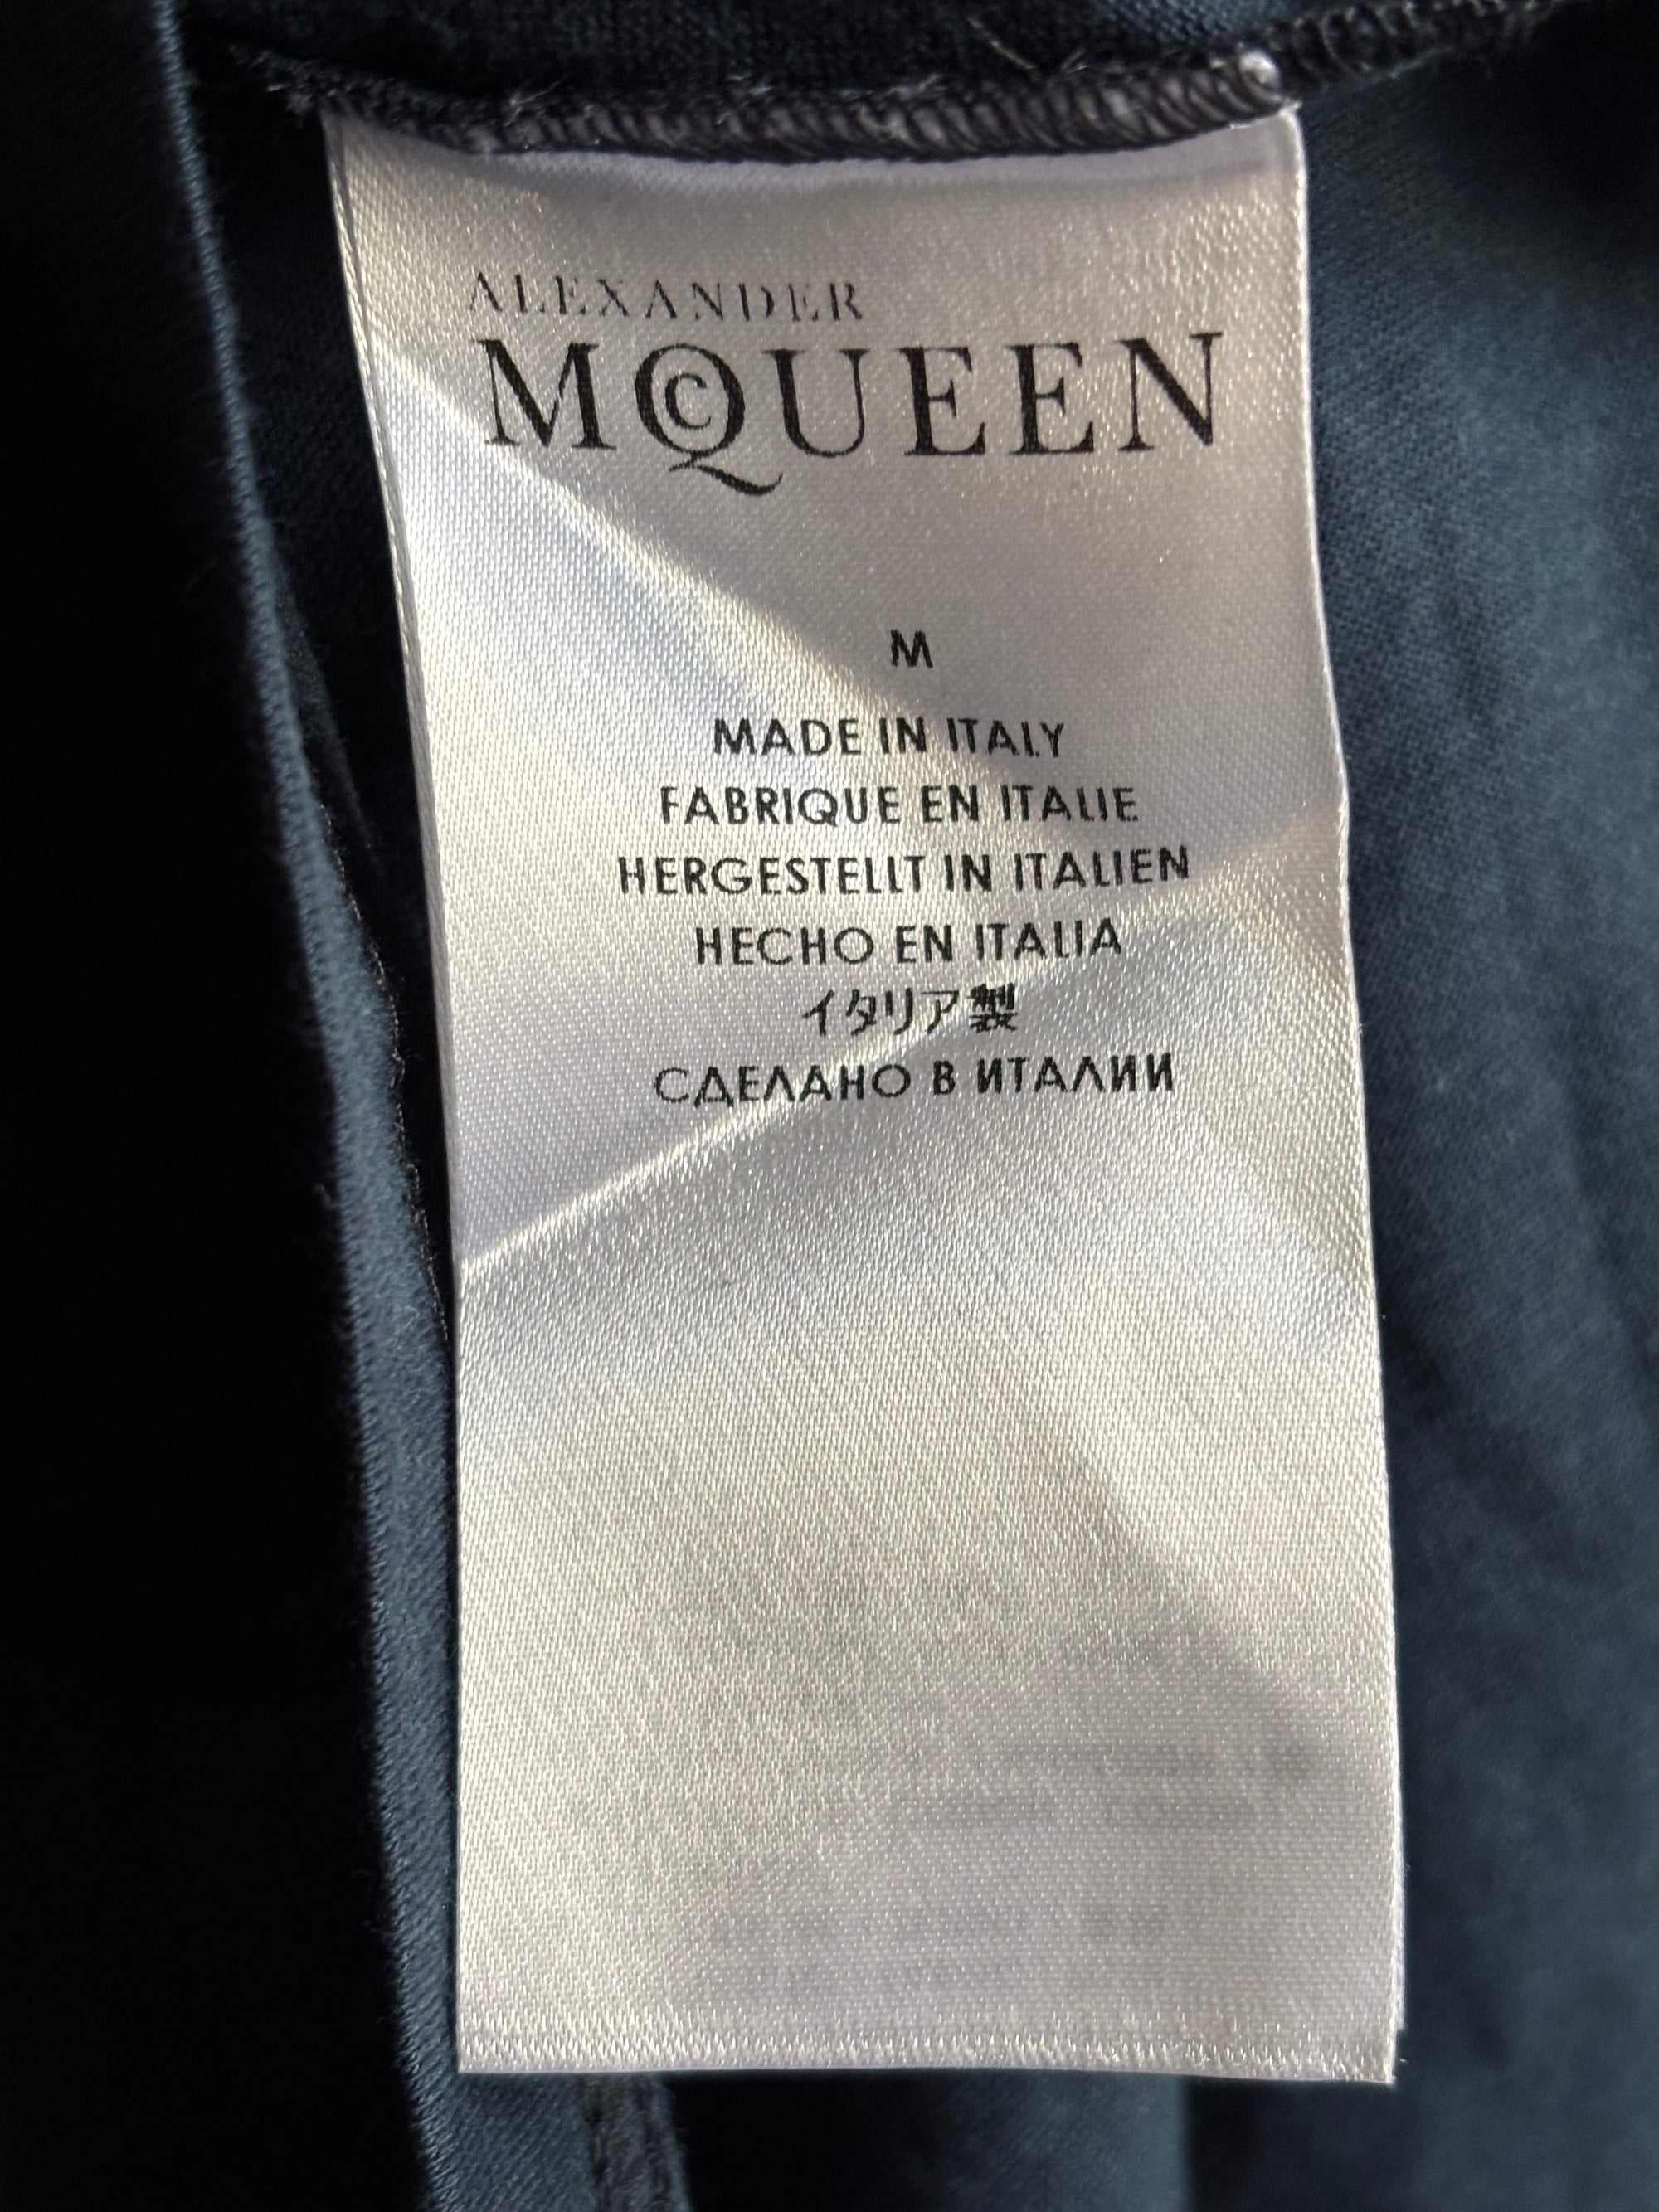 ALEXANDER
McQUEEN
M
MADE IN ITALY
FABRIQUE EN ITALIE
HERGESTELLT IN ITALIEN
HECHO EN ITALIA
イタリア製
СДЕЛАНО В ИТАЛИИ